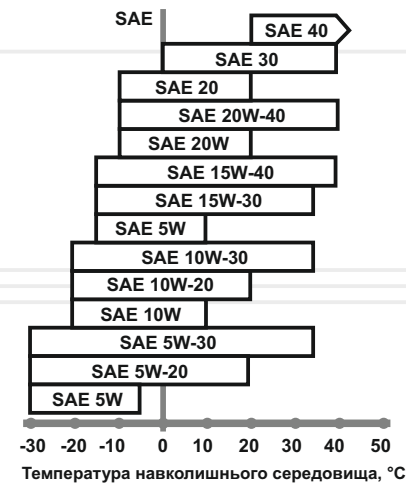 SAE
SAE 40
SAE 30
SAE 20
SAE 20W-40
SAE 20W
SAE 15W-40
SAE 15W-30
SAE 5W
SAE 10W-30
SAE 10W-20
SAE 10W
SAE 5W-30
SAE 5W-20
SAE 5W
-30 -20 -10 0 10 20 30 40 50
Температура навколишнього середовища, °C